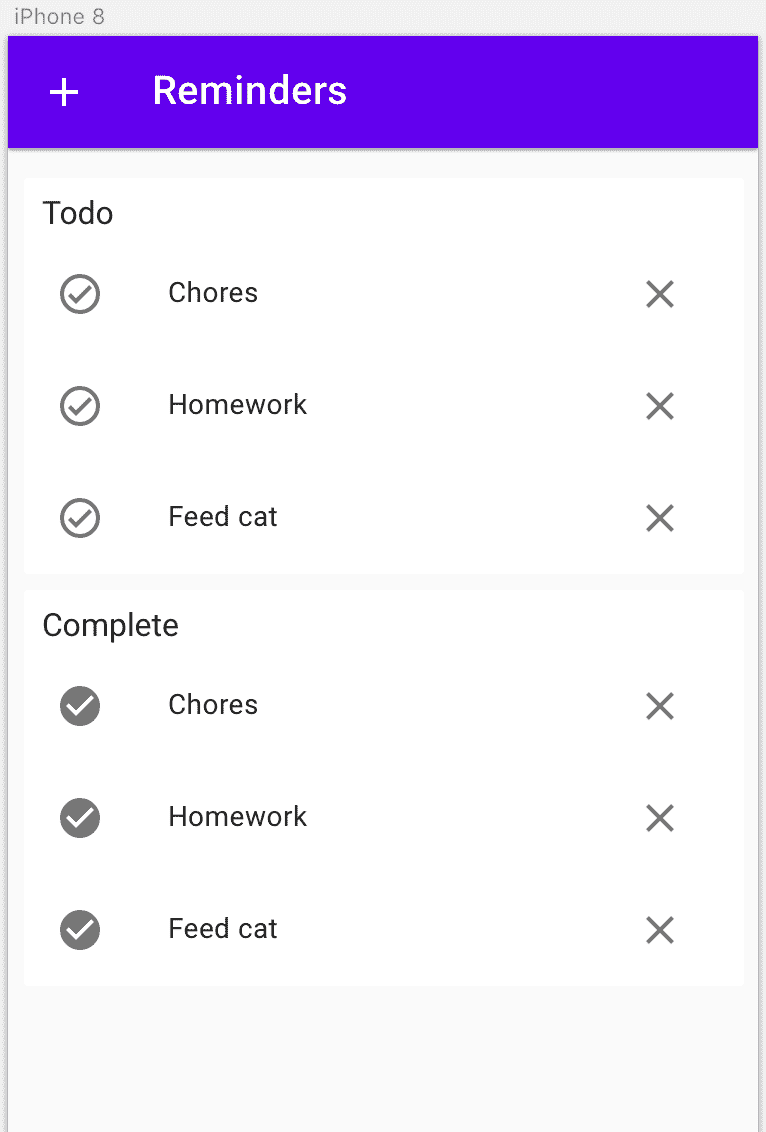 iPhone 8
Reminders
Todo
Chores
Homework
Feed cat
Complete
Chores
Homework
Feed cat